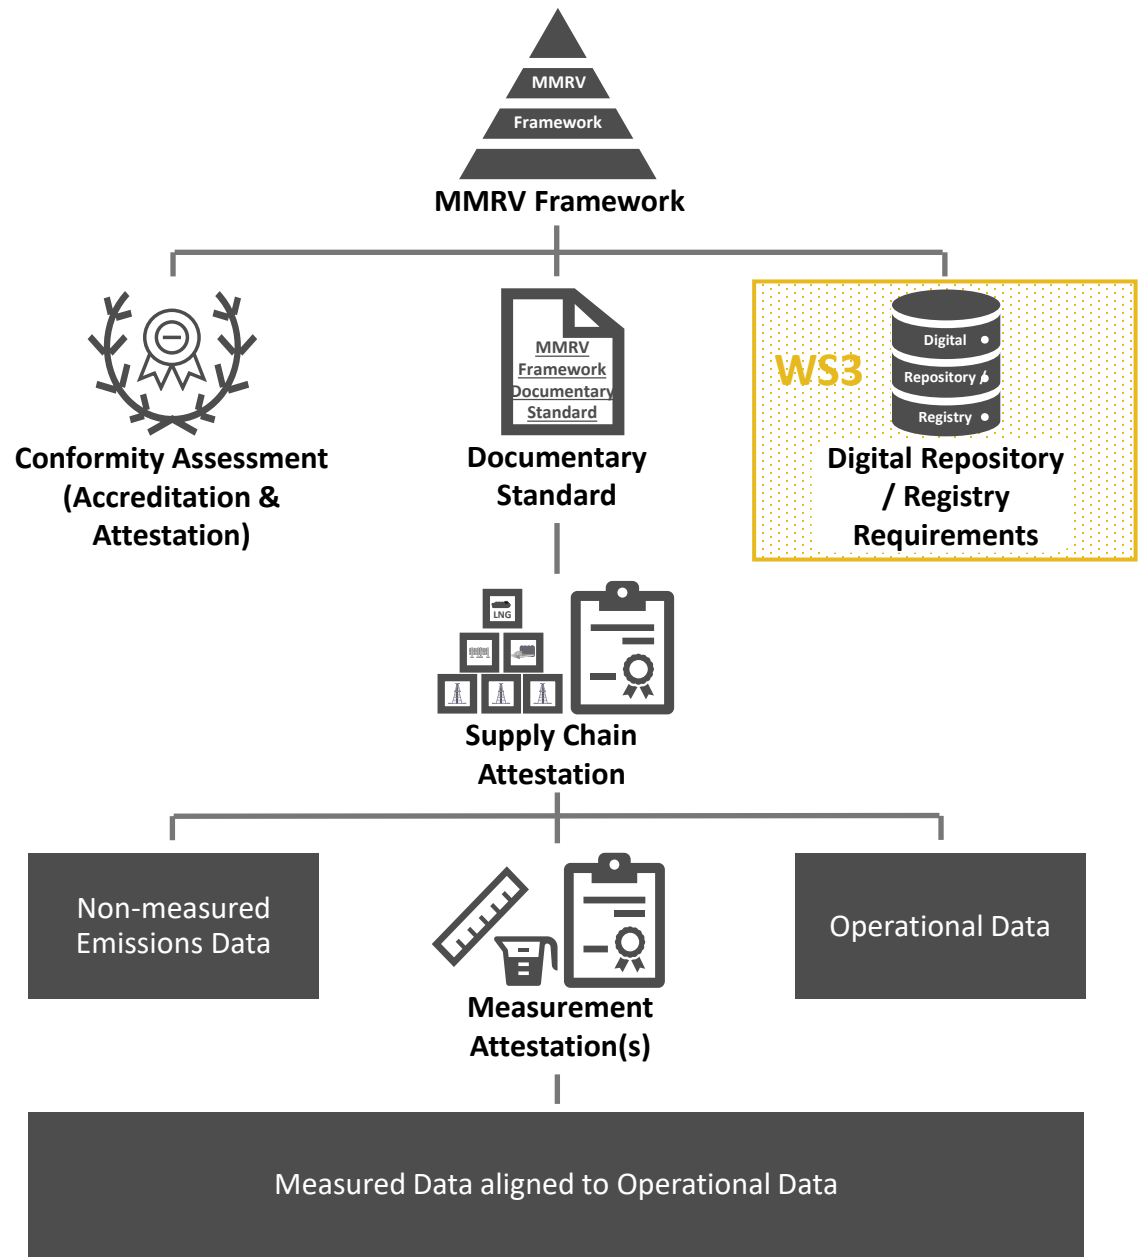 MMRV
Framework
MMRV Framework
MMRV
Framework
Documentary
Standard
WS3
Digital
Repository /
Registry
Conformity Assessment
(Accreditation &
Attestation)
Documentary
Standard
Digital Repository
/ Registry
Requirements
LNG
Supply Chain
Attestation
Non-measured
Emissions Data
Operational Data
Measurement
Attestation(s)
Measured Data aligned to Operational Data